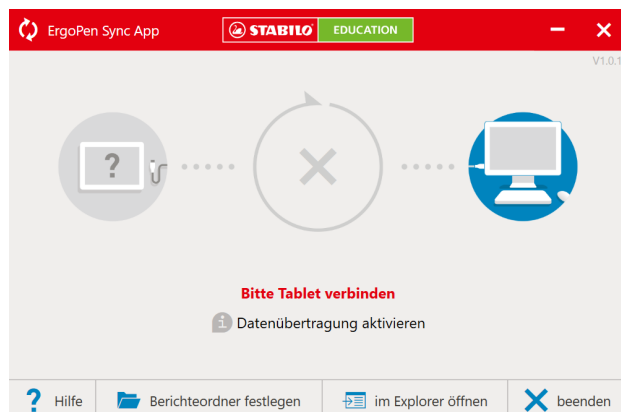 ErgoPen Sync App STABILO EDUCATION
V1.0.1
?
Bitte Tablet verbinden
i Datenübertragung aktivieren
? Hilfe Berichteordner festlegen im Explorer öffnen beenden